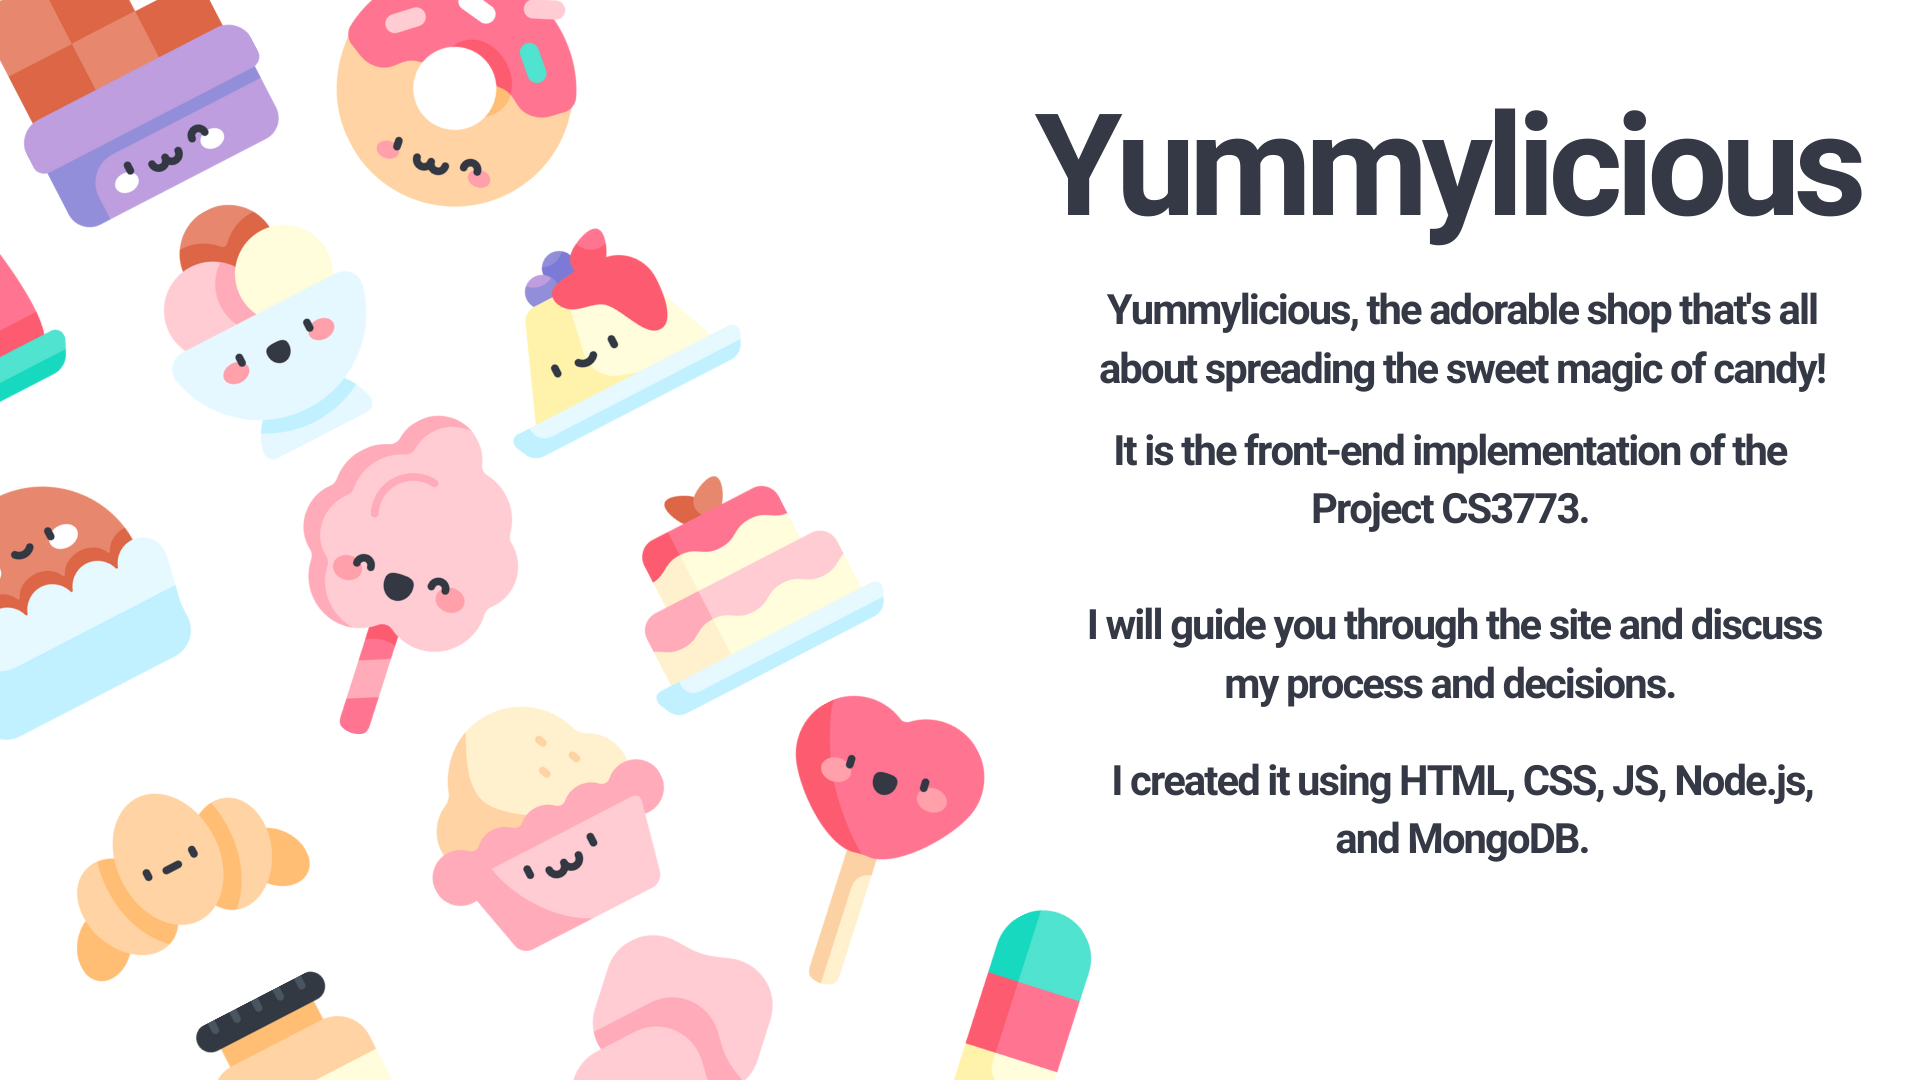 Yummylicious
Yummylicious, the adorable shop that's all
about spreading the sweet magic of candy!
It is the front-end implementation of the
Project CS3773.
I will guide you through the site and discuss
my process and decisions.
I created it using HTML, CSS, JS, Node.js,
and MongoDB.